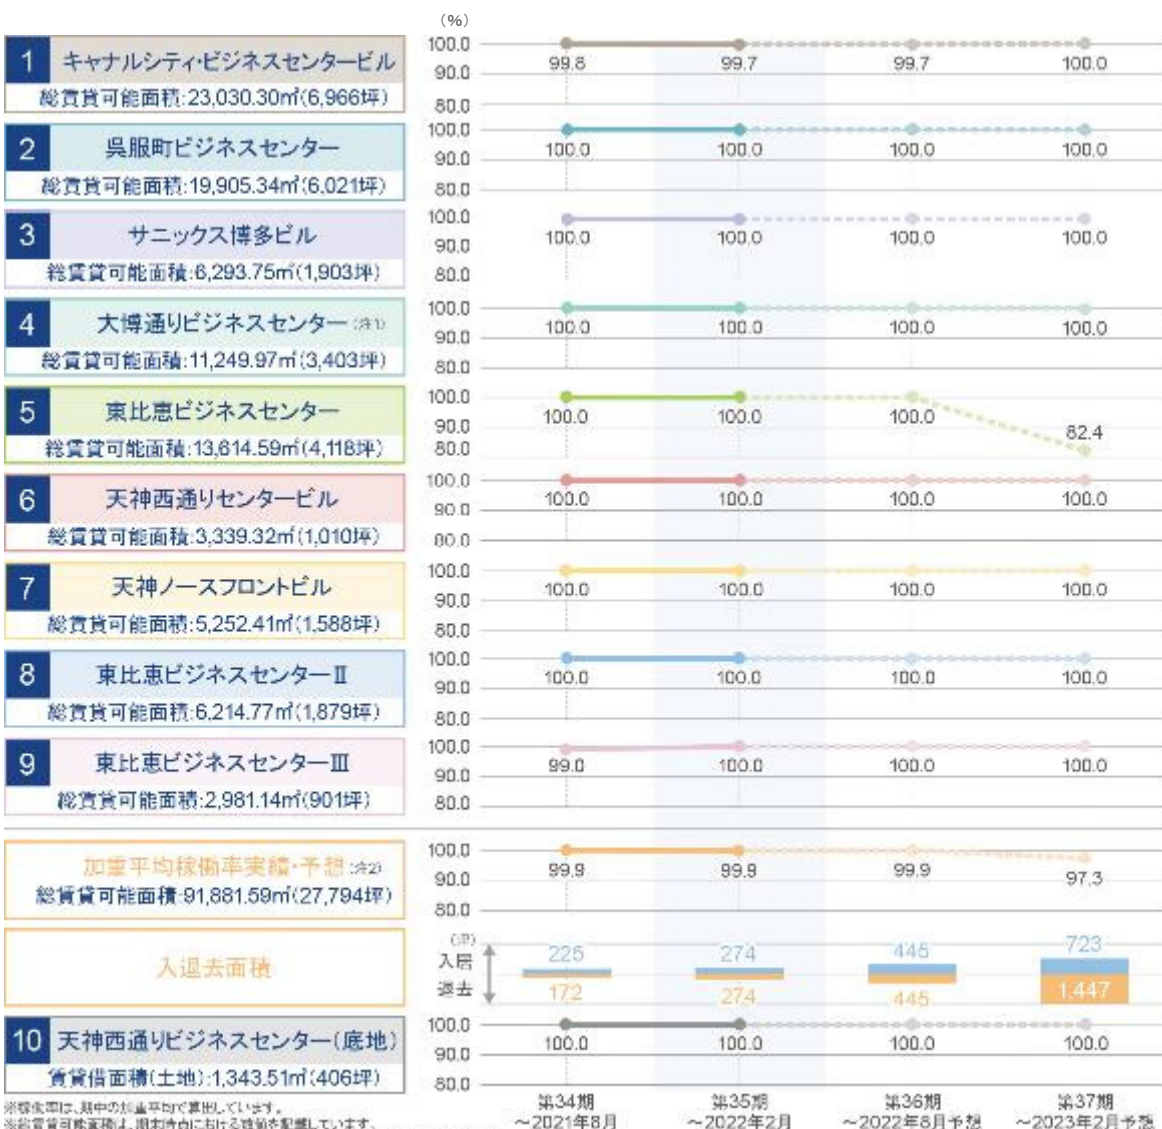 (%)
1 キャナルシティ・ビジネスセンタービル
総賃貸可能面積:23,030.30㎡(6,966坪)
100.0
90.0
80.0
99.8 99.7 99.7 100.0
2 呉服町ビジネスセンター
総賃貸可能面積:19,905.34㎡(6,021坪)
100.0
90.0
80.0
100.0 100.0 100.0 100.0
3 サニックス博多ビル
総賃貸可能面積:6,293.75㎡(1,903坪)
100.0
90.0
80.0
100.0 100.0 100.0 100.0
4 大博通りビジネスセンター(注1)
総賃貸可能面積:11,249.97㎡(3,403坪)
100.0
90.0
80.0
100.0 100.0 100.0 100.0
5 東比恵ビジネスセンター
総賃貸可能面積:13,614.59㎡(4,118坪)
100.0
90.0
80.0
100.0 100.0 100.0 82.4
6 天神西通りセンタービル
総賃貸可能面積:3,339.32㎡(1,010坪)
100.0
90.0
80.0
100.0 100.0 100.0 100.0
7 天神ノースフロントビル
総賃貸可能面積:5,252.41㎡(1,588坪)
100.0
90.0
80.0
100.0 100.0 100.0 100.0
8 東比恵ビジネスセンターⅡ
総賃貸可能面積:6,214.77㎡(1,879坪)
100.0
90.0
80.0
100.0 100.0 100.0 100.0
9 東比恵ビジネスセンターⅢ
総賃貸可能面積:2,981.14㎡(901坪)
100.0
90.0
80.0
99.0 100.0 100.0 100.0
加重平均稼働率実績・予想(注2)
総賃貸可能面積:91,881.59㎡(27,794坪)
100.0
90.0
80.0
99.9 99.9 99.9 97.3
入退去面積
(坪)
入居
退去
225 274 445 723
172 274 445 1,447
10 天神西通りビジネスセンター(底地)
賃貸借面積(土地):1,343.51㎡(406坪)
100.0
90.0
80.0
100.0 100.0 100.0 100.0
第34期 第35期 第36期 第37期
～2021年8月 ～2022年2月 ～2022年8月予想 ～2023年2月予想
※稼働率は、期中の加重平均で算出しています。
※総賃貸可能面積は、期末時点における数値を記載しています。